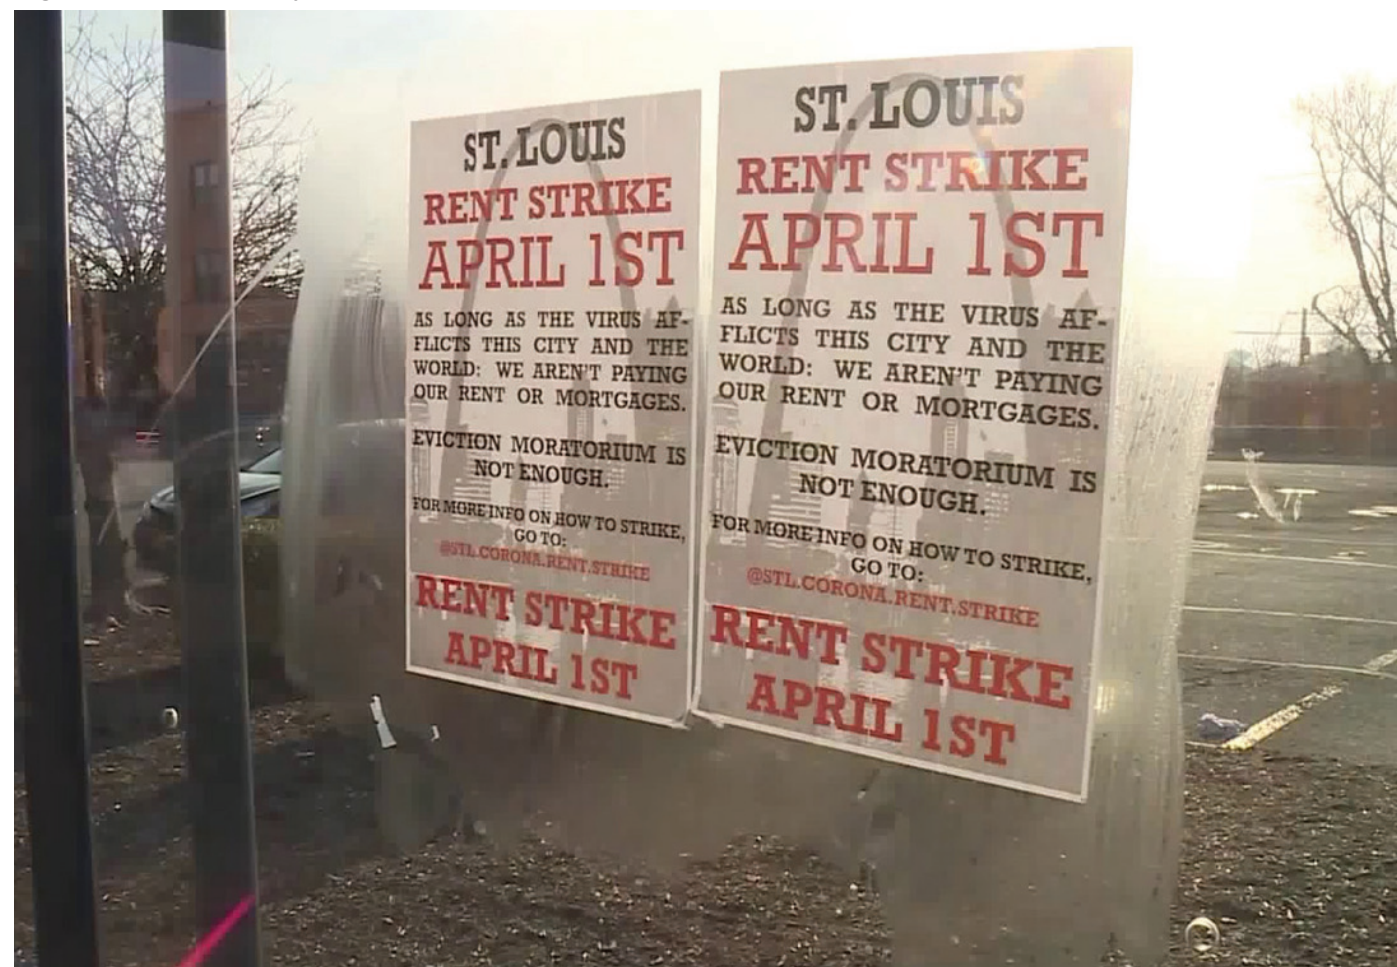 ST. LOUIS
RENT STRIKE
APRIL 1ST
AS LONG AS THE VIRUS AF-
FLICTS THIS CITY AND THE
WORLD: WE AREN'T PAYING
OUR RENT OR MORTGAGES.
EVICTION MORATORIUM IS
NOT ENOUGH.
FOR MORE INFO ON HOW TO STRIKE,
GO TO:
@STL.CORONA.RENT.STRIKE
RENT STRIKE
APRIL 1ST
ST. LOUIS
RENT STRIKE
APRIL 1ST
AS LONG AS THE VIRUS AF-
FLICTS THIS CITY AND THE
WORLD: WE AREN'T PAYING
OUR RENT OR MORTGAGES.
EVICTION MORATORIUM IS
NOT ENOUGH.
FOR MORE INFO ON HOW TO STRIKE,
GO TO:
@STL.CORONA.RENT.STRIKE
RENT STRIKE
APRIL 1ST